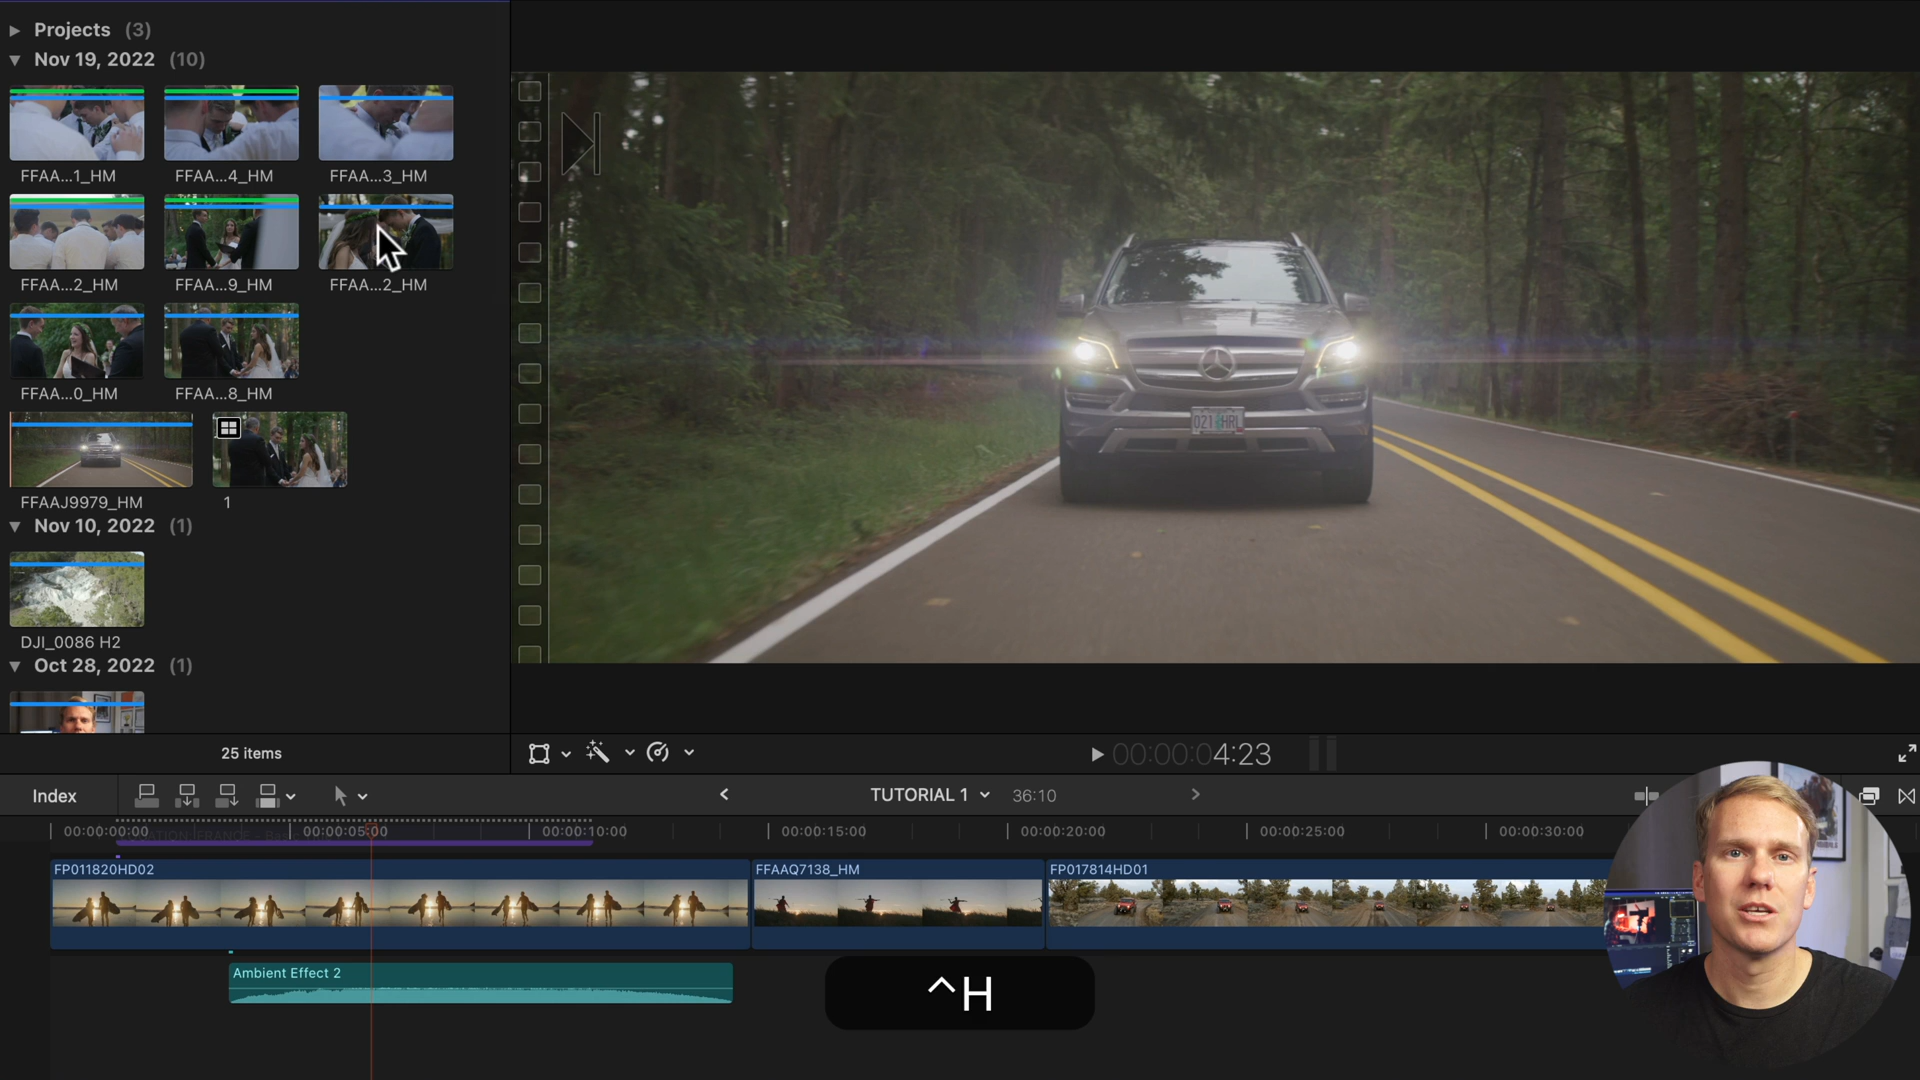 Projects (3)
Nov 19, 2022 (10)
FFAA...1_HM
FFAA...4_HM
FFAA...3_HM
FFAA...2_HM
FFAA...9_HM
FFAA...2_HM
FFAA...0_HM
FFAA...8_HM
FFAAJ9979_HM
1
Nov 10, 2022 (1)
DJI_0086 H2
Oct 28, 2022 (1)
25 items
021 HRL
00:00:04:23
Index
TUTORIAL 1
36:10
00:00:00:00
00:00:05:00
00:00:10:00
00:00:15:00
00:00:20:00
00:00:25:00
00:00:30:00
FP011820HD02
FFAAQ7138_HM
FP017814HD01
Ambient Effect 2
^H